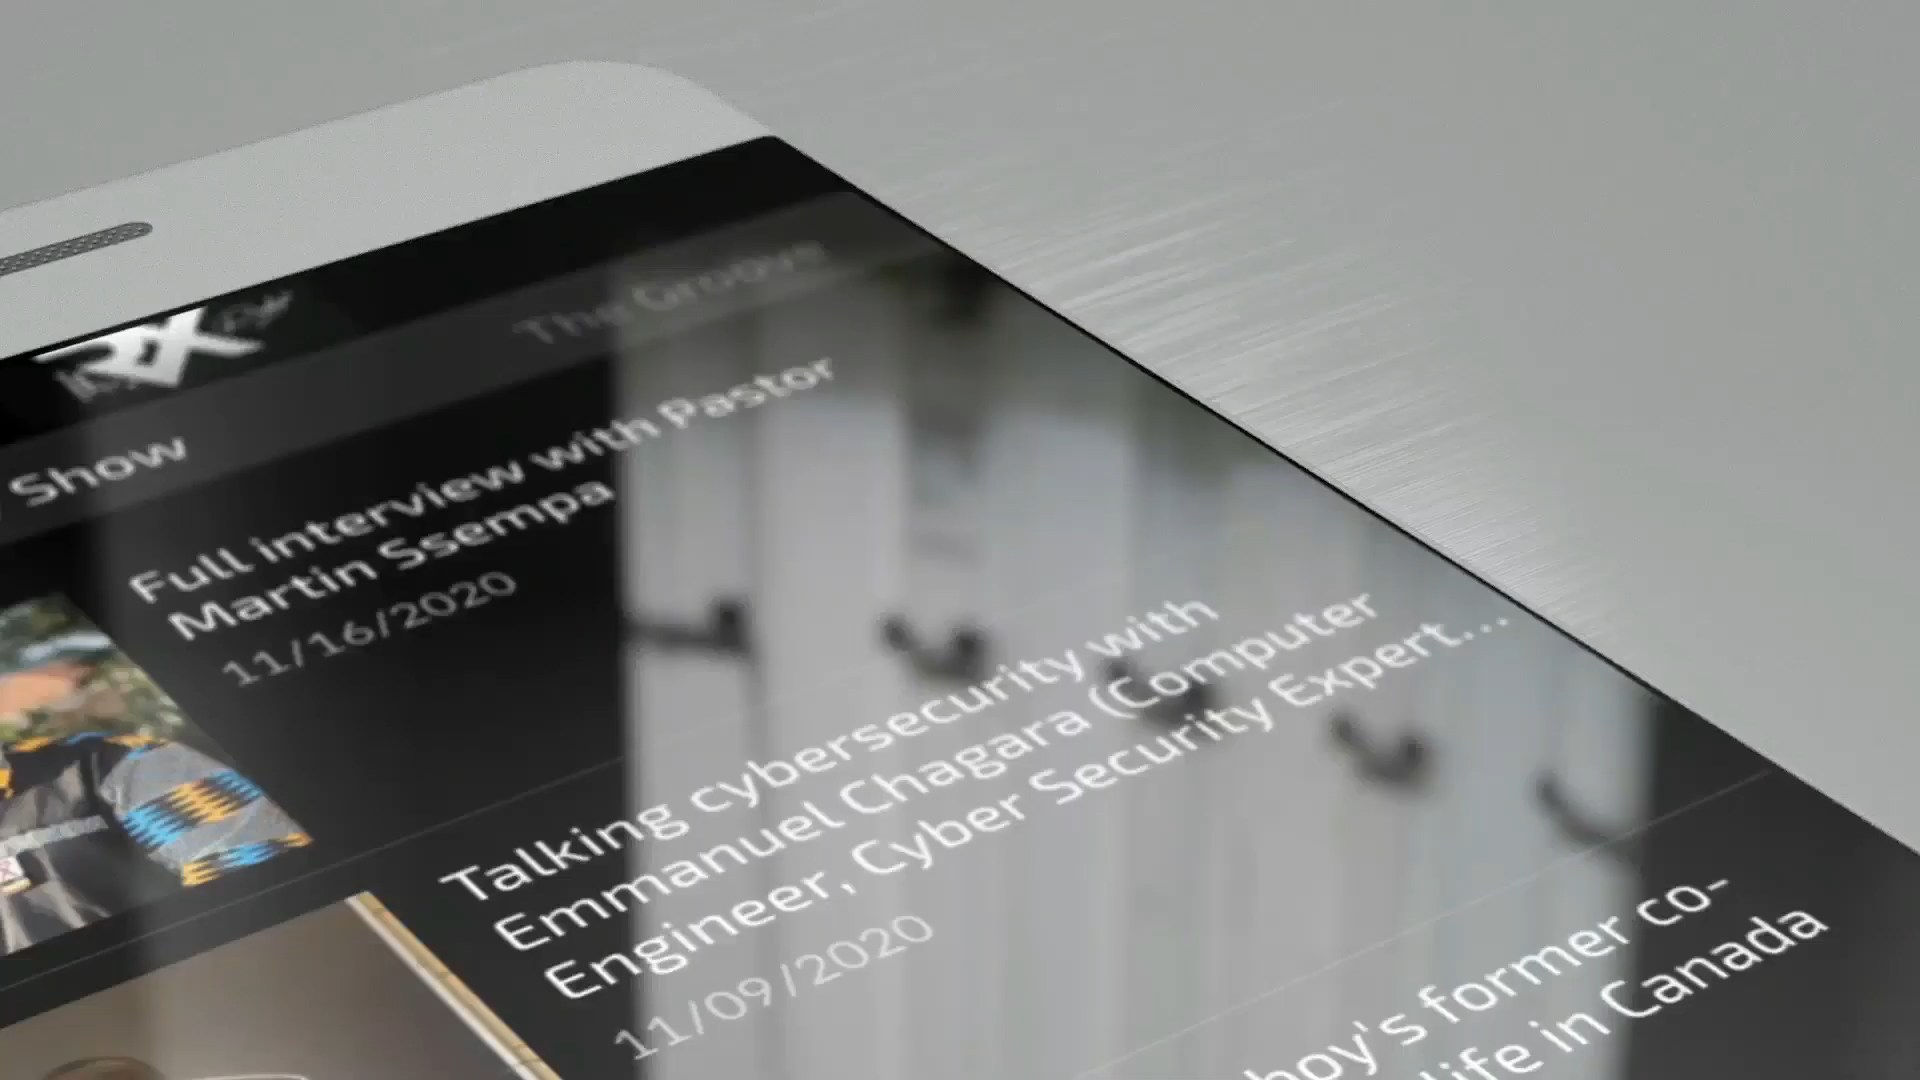 The Groove
Show
Full interview with Pastor
Martin Ssempa
11/16/2020
Talking cybersecurity with
Emmanuel Chagara (Computer
Engineer, Cyber Security Expert...
11/09/2020
boy's former co-
life in Canada